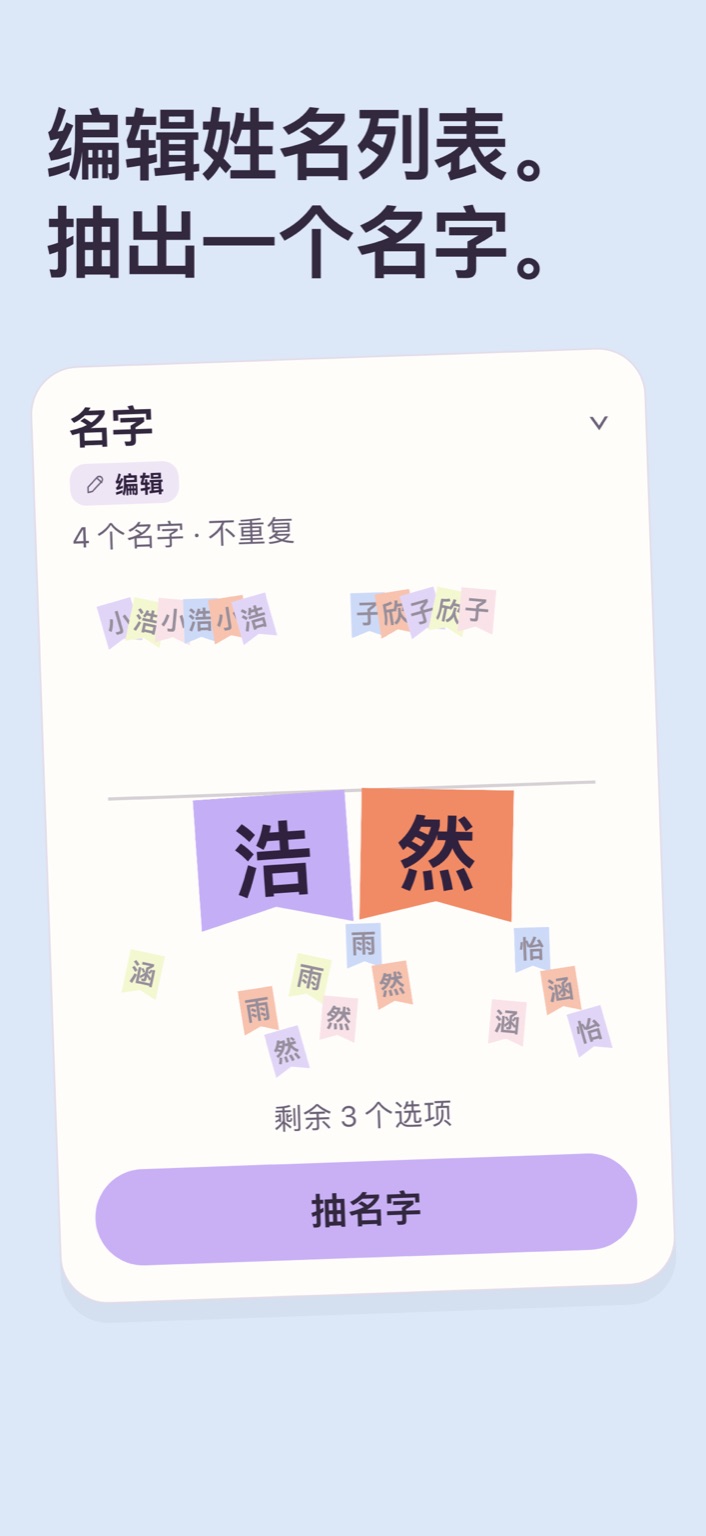 编辑姓名列表。
抽出一个名字。
名字
编辑
4 个名字 · 不重复
小浩小浩小浩 子欣子欣子
浩然
雨 怡
涵 雨 然 涵
雨 然 涵 怡
然
剩余 3 个选项
抽名字